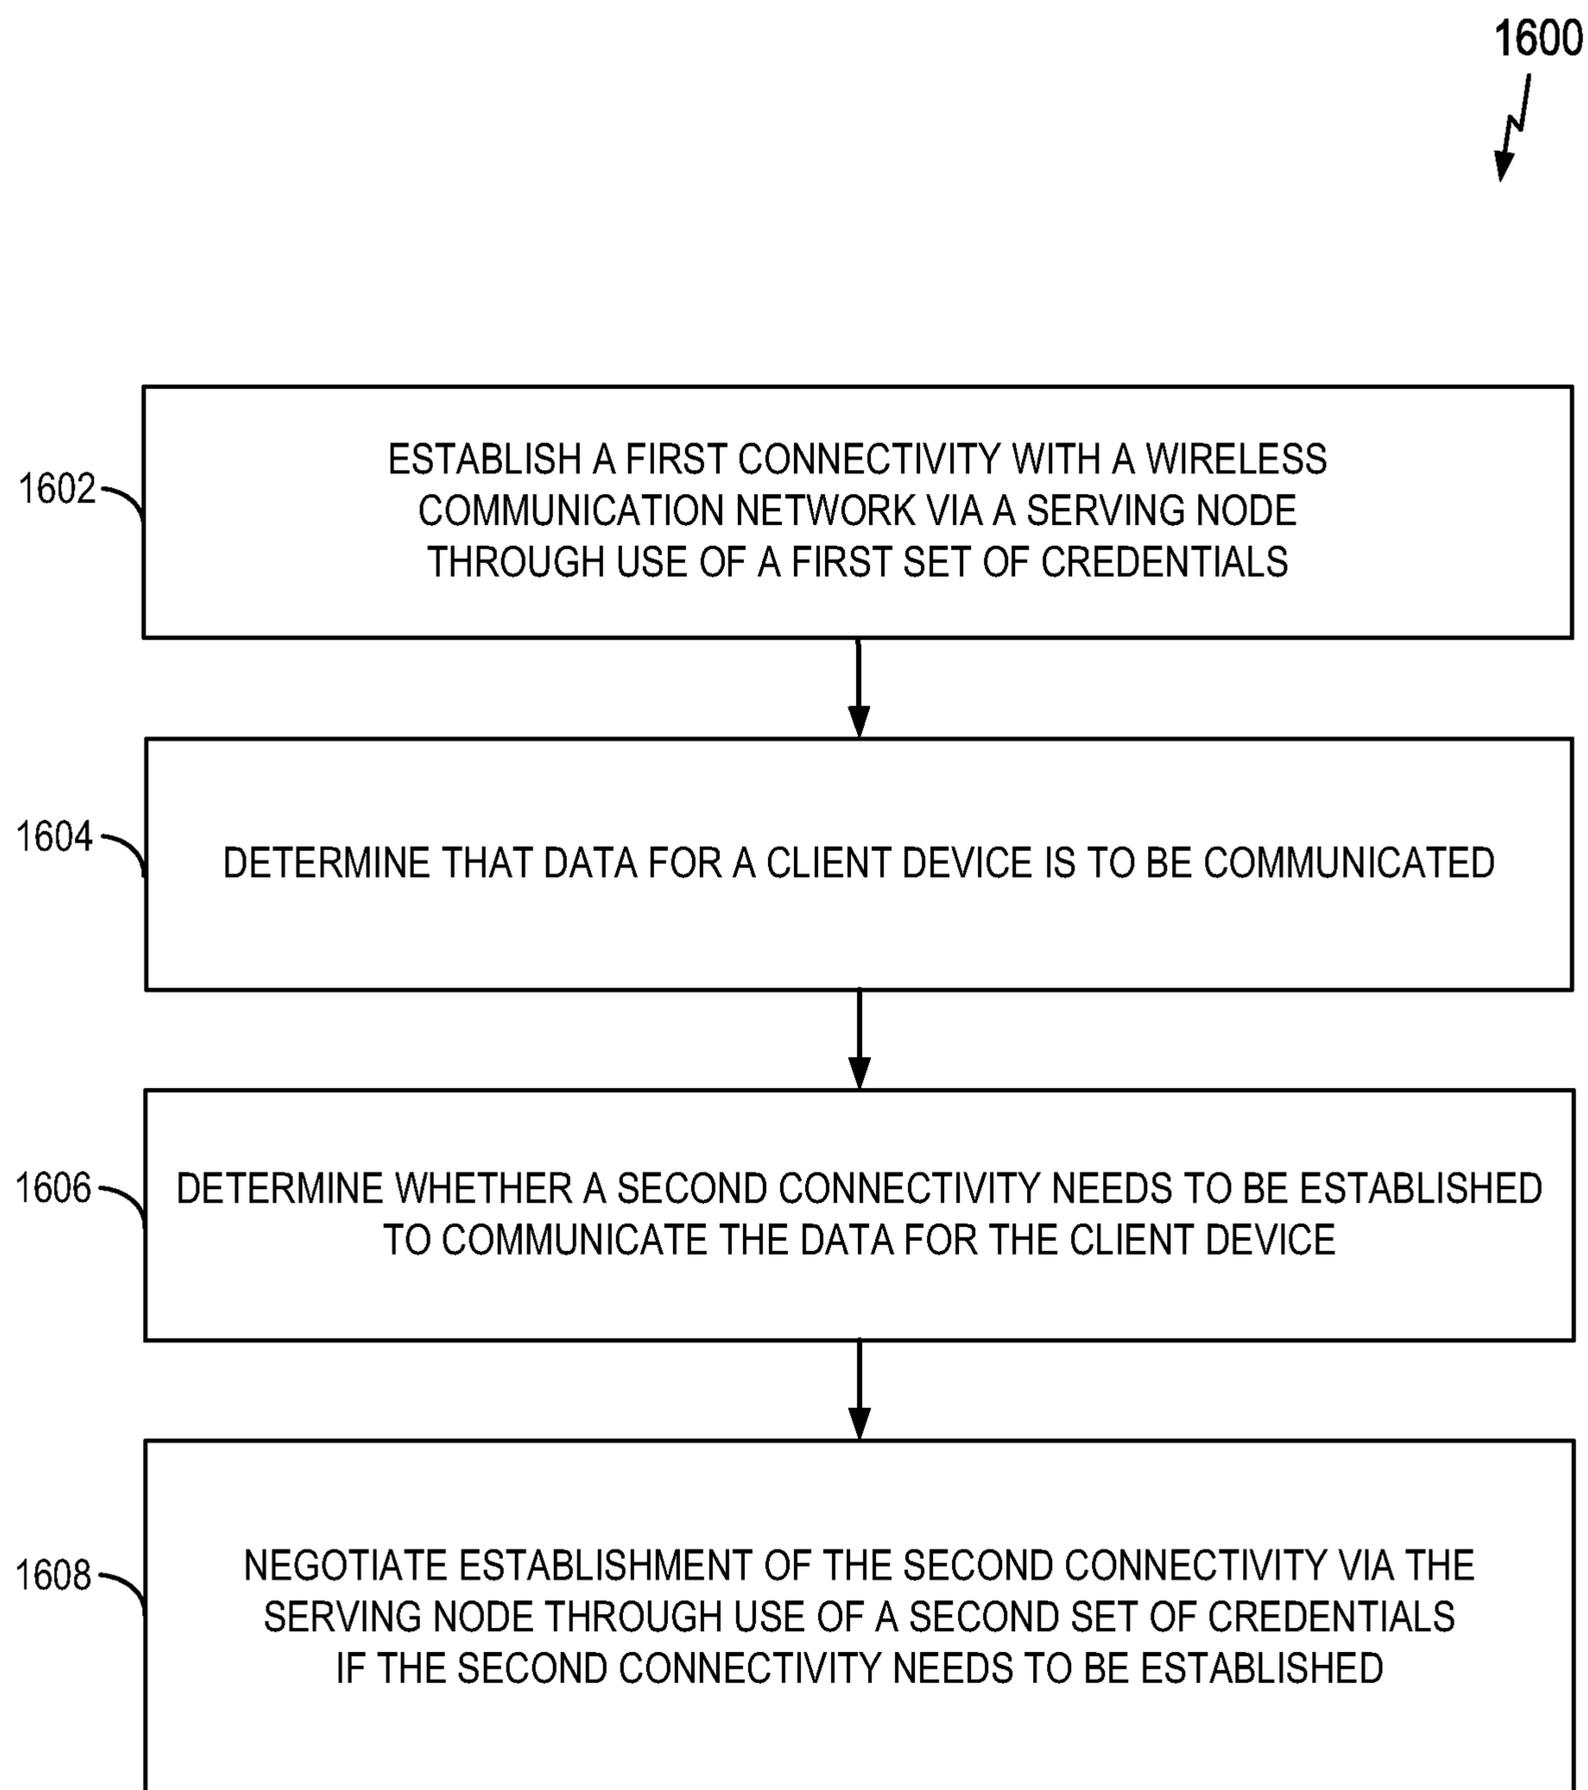 1600
1602
ESTABLISH A FIRST CONNECTIVITY WITH A WIRELESS
COMMUNICATION NETWORK VIA A SERVING NODE
THROUGH USE OF A FIRST SET OF CREDENTIALS
1604
DETERMINE THAT DATA FOR A CLIENT DEVICE IS TO BE COMMUNICATED
1606
DETERMINE WHETHER A SECOND CONNECTIVITY NEEDS TO BE ESTABLISHED
TO COMMUNICATE THE DATA FOR THE CLIENT DEVICE
1608
NEGOTIATE ESTABLISHMENT OF THE SECOND CONNECTIVITY VIA THE
SERVING NODE THROUGH USE OF A SECOND SET OF CREDENTIALS
IF THE SECOND CONNECTIVITY NEEDS TO BE ESTABLISHED